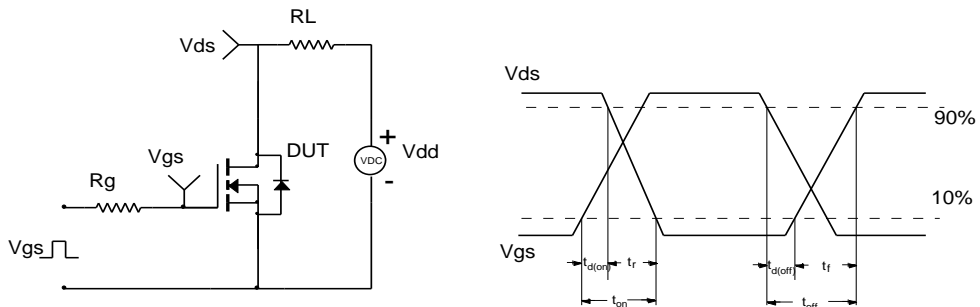 RL
Vds
Vgs
DUT
Rg
Vgs
+
VDC
Vdd
-
Vds
90%
10%
Vgs
td(on)
tr
td(off)
tf
ton
toff